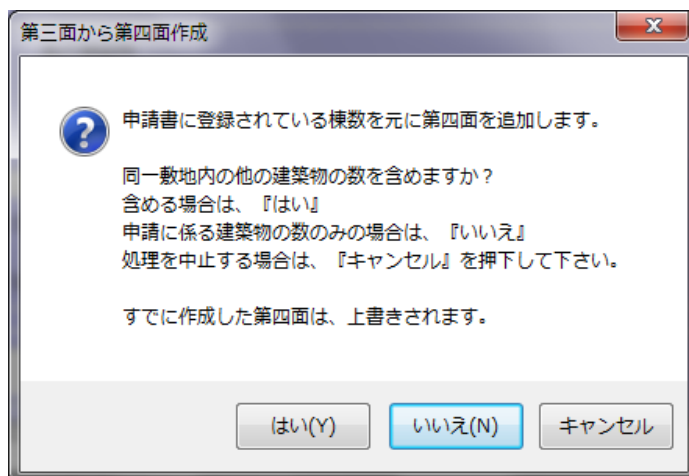 第三面から第四面作成
申請書に登録されている棟数を元に第四面を追加します。
同一敷地内の他の建築物の数を含めますか？
含める場合は、『はい』
申請に係る建築物の数のみの場合は、『いいえ』
処理を中止する場合は、『キャンセル』を押下して下さい。
すでに作成した第四面は、上書きされます。
はい(Y)
いいえ(N)
キャンセル